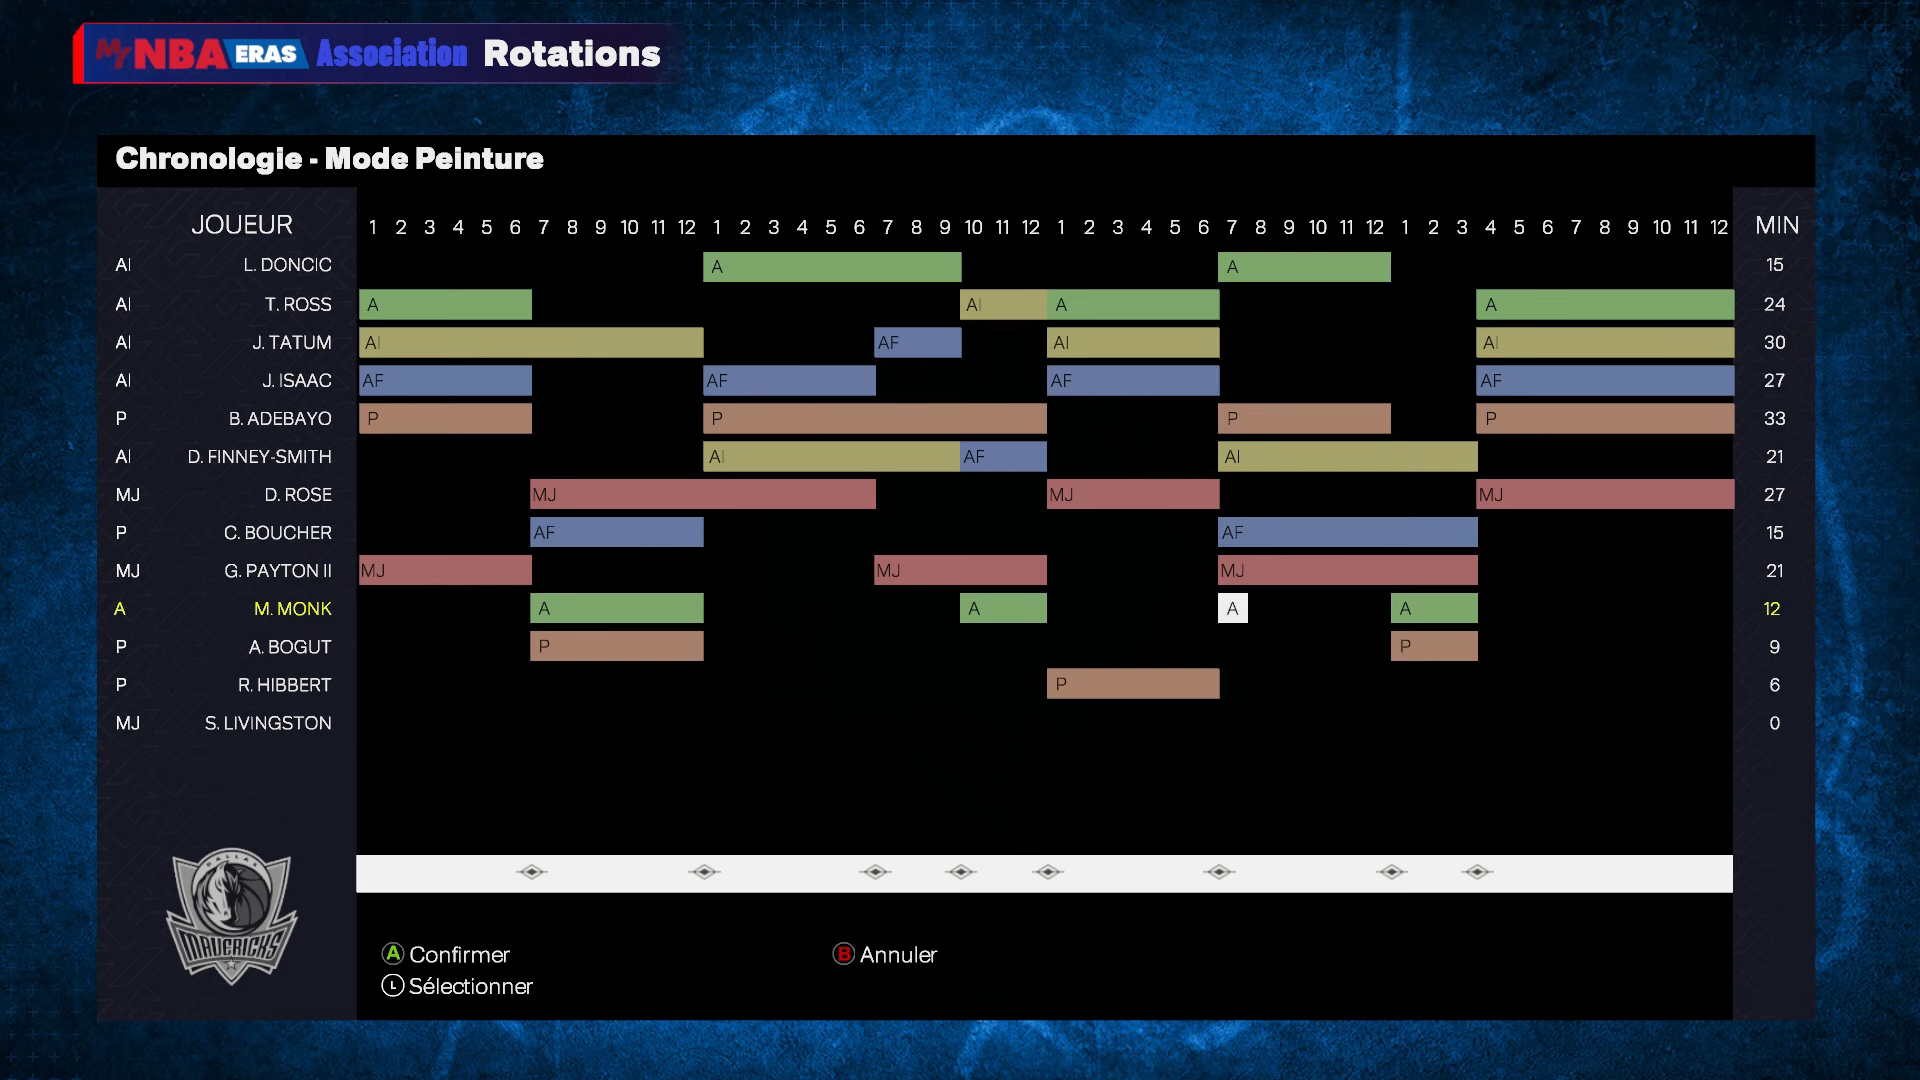 MyNBA ERAS Association Rotations
Chronologie - Mode Peinture
JOUEUR 1 2 3 4 5 6 7 8 9 10 11 12 1 2 3 4 5 6 7 8 9 10 11 12 1 2 3 4 5 6 7 8 9 10 11 12 1 2 3 4 5 6 7 8 9 10 11 12 MIN
AI L. DONCIC A A 15
AI T. ROSS A AI A A 24
AI J. TATUM AI AF AI AI 30
AI J. ISAAC AF AF AF AF 27
P B. ADEBAYO P P P P 33
AI D. FINNEY-SMITH AI AF AI 21
MJ D. ROSE MJ MJ MJ 27
P C. BOUCHER AF AF 15
MJ G. PAYTON II MJ MJ MJ 21
A M. MONK A A A A 12
P A. BOGUT P P 9
P R. HIBBERT P 6
MJ S. LIVINGSTON 0
DALLAS
MAVERICKS
A Confirmer B Annuler
L Sélectionner